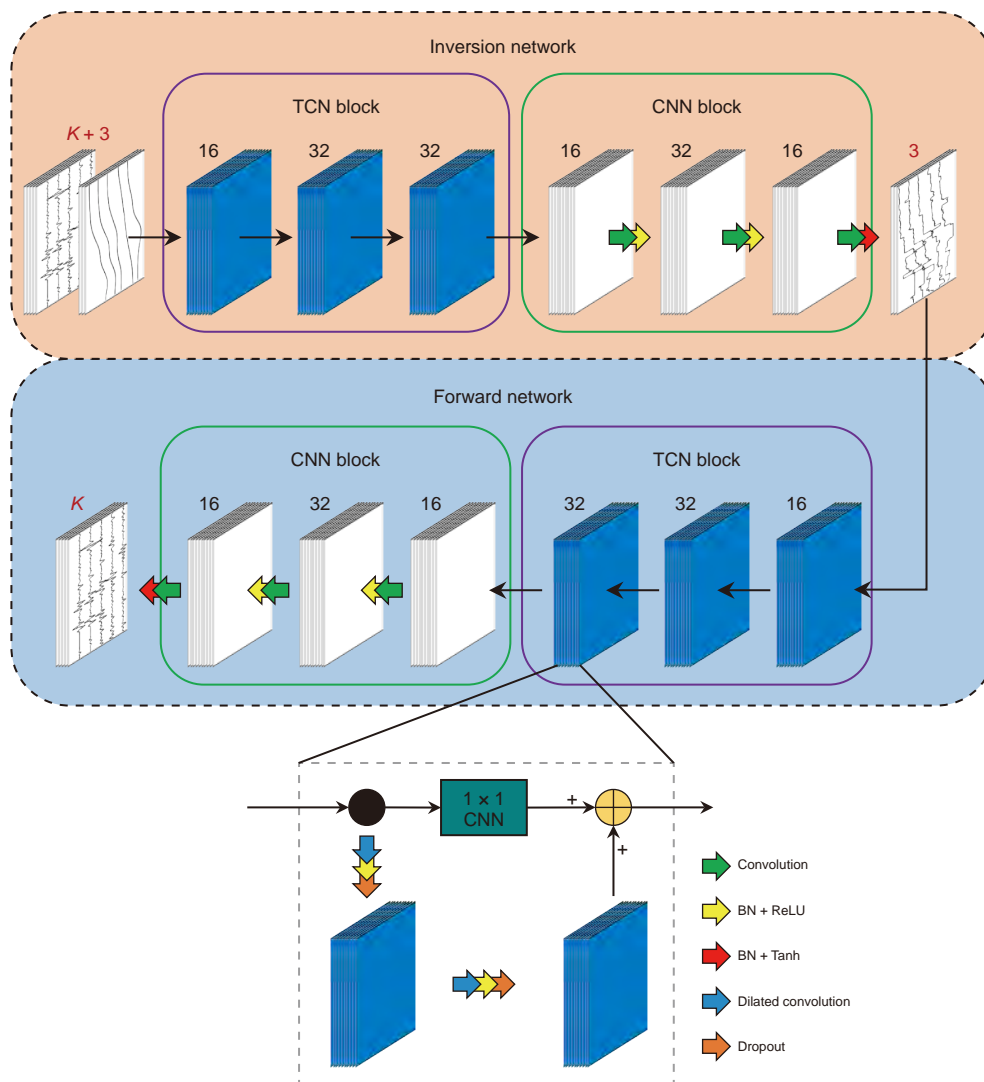 Inversion network
TCN block
CNN block
K + 3
16
32
32
16
32
16
3
Forward network
CNN block
TCN block
K
16
32
16
32
32
16
1 × 1
CNN
+
+
Convolution
BN + ReLU
BN + Tanh
Dilated convolution
Dropout